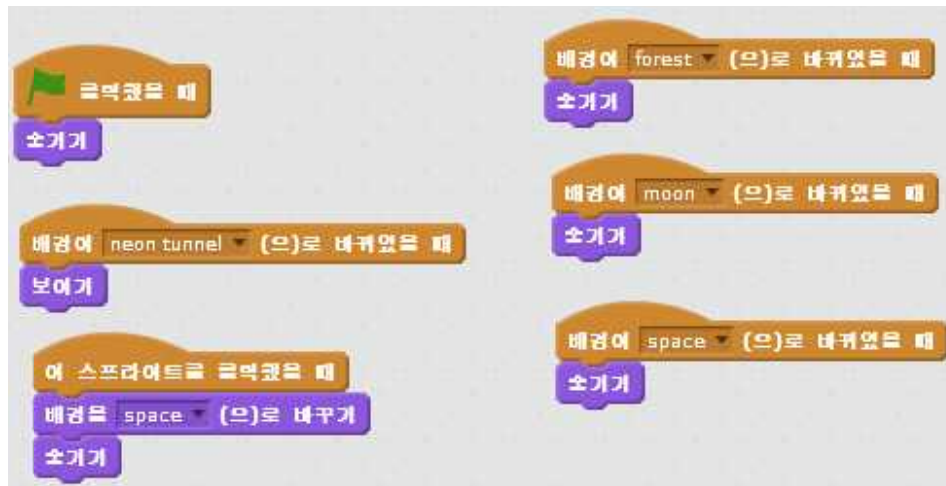 클릭했을 때
숨기기
배경이 neon tunnel (으)로 바뀌었을 때
보이기
이 스프라이트를 클릭했을 때
배경을 space (으)로 바꾸기
숨기기
배경이 forest (으)로 바뀌었을 때
숨기기
배경이 moon (으)로 바뀌었을 때
숨기기
배경이 space (으)로 바뀌었을 때
숨기기